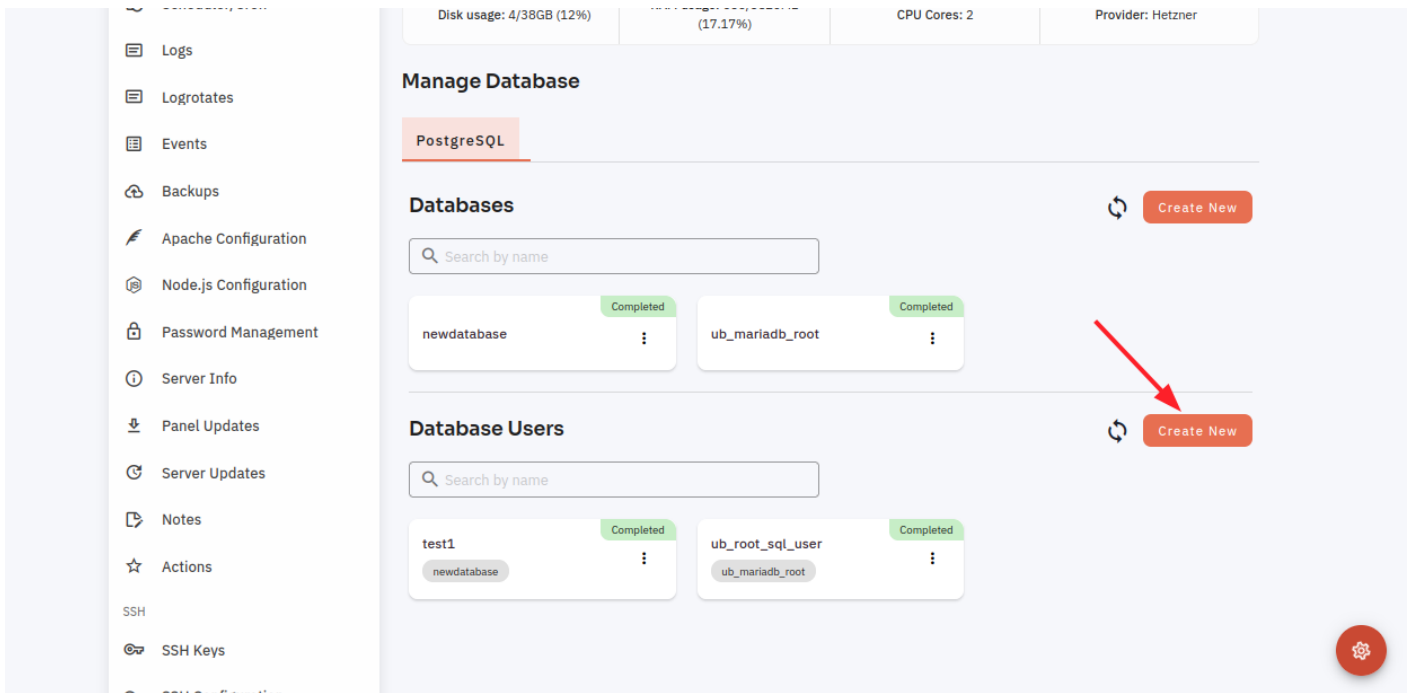 Logs
Logrotates
Events
Backups
Apache Configuration
Node.js Configuration
Password Management
Server Info
Panel Updates
Server Updates
Notes
Actions
SSH
SSH Keys
Disk usage: 4/38GB (12%)
(17.17%)
CPU Cores: 2
Provider: Hetzner
Manage Database
PostgreSQL
Databases
Create New
Search by name
Completed
newdatabase
Completed
ub_mariadb_root
Database Users
Create New
Search by name
Completed
test1
newdatabase
Completed
ub_root_sql_user
ub_mariadb_root